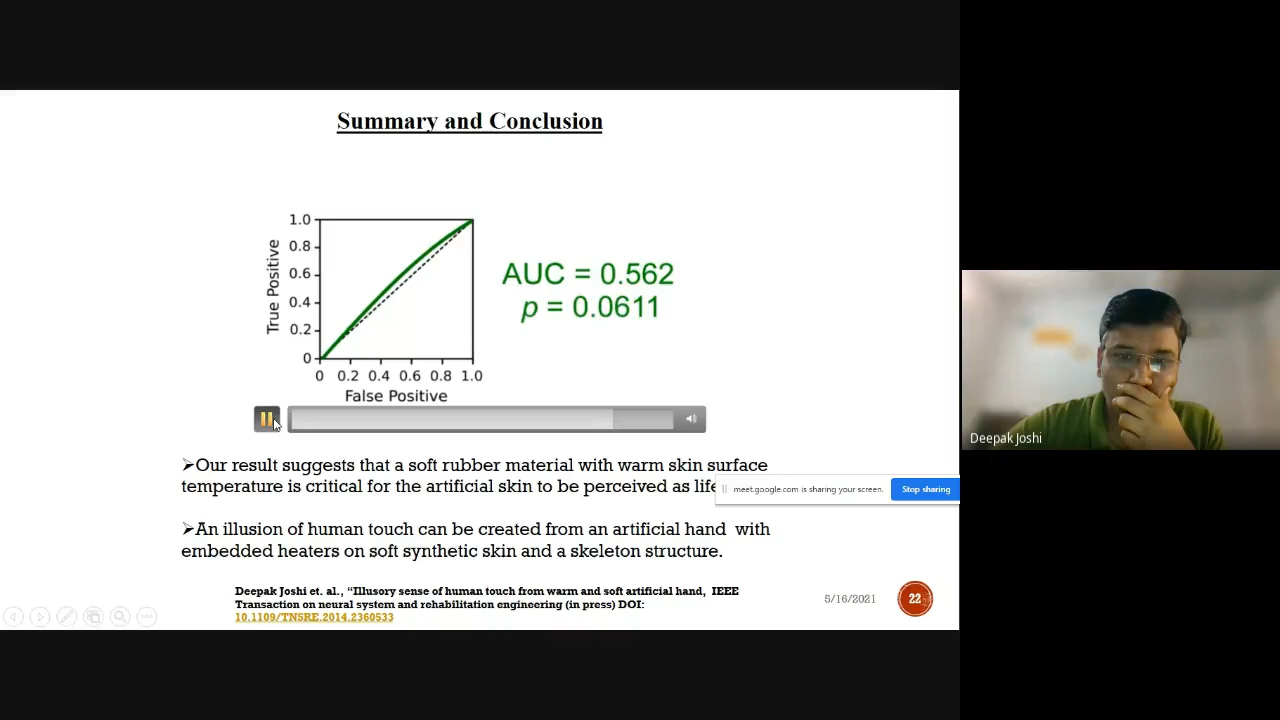 Summary and Conclusion
1.0
0.8
0.6
0.4
0.2
0
True Positive
0 0.2 0.4 0.6 0.8 1.0
False Positive
AUC = 0.562
p = 0.0611
➢Our result suggests that a soft rubber material with warm skin surface
temperature is critical for the artificial skin to be perceived as
meet.google.com is sharing your screen.
Stop sharing
➢An illusion of human touch can be created from an artificial hand with
embedded heaters on soft synthetic skin and a skeleton structure.
Deepak Joshi et. al., “Illusory sense of human touch from warm and soft artificial hand, IEEE
Transaction on neural system and rehabilitation engineering (in press) DOI:
10.1109/TNSRE.2014.2360533
5/16/2021
22
Deepak Joshi